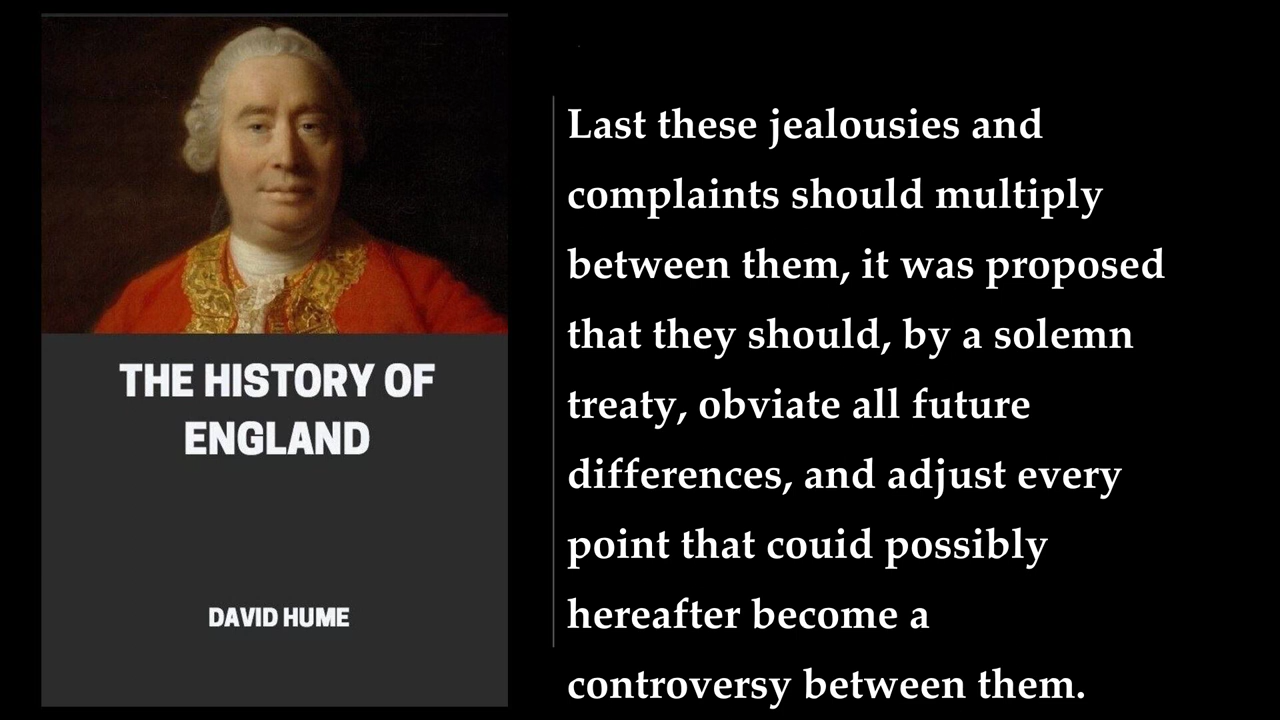 THE HISTORY OF
ENGLAND
DAVID HUME
Last these jealousies and
complaints should multiply
between them, it was proposed
that they should, by a solemn
treaty, obviate all future
differences, and adjust every
point that couid possibly
hereafter become a
controversy between them.